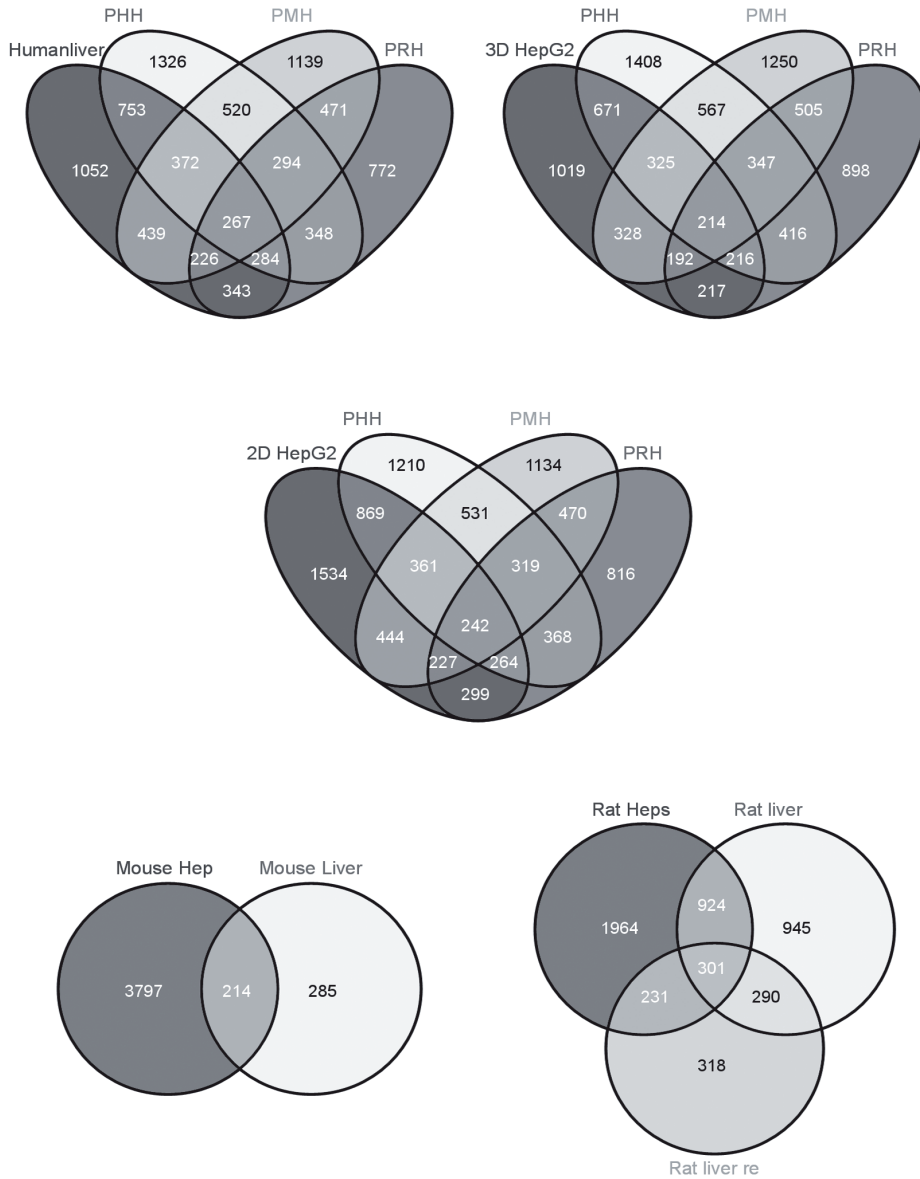 PHH PMH
Humanliver PRH
1326 1139
753 520 471
1052 372 294 772
439 267 348
226 284
343
PHH PMH
3D HepG2 PRH
1408 1250
671 567 505
1019 325 347 898
328 214 416
192 216
217
PHH PMH
2D HepG2 PRH
1210 1134
869 531 470
1534 361 319 816
444 242 368
227 264
299
Mouse Hep Mouse Liver
3797 214 285
Rat Heps Rat liver
924
1964 945
301
231 290
318
Rat liver re